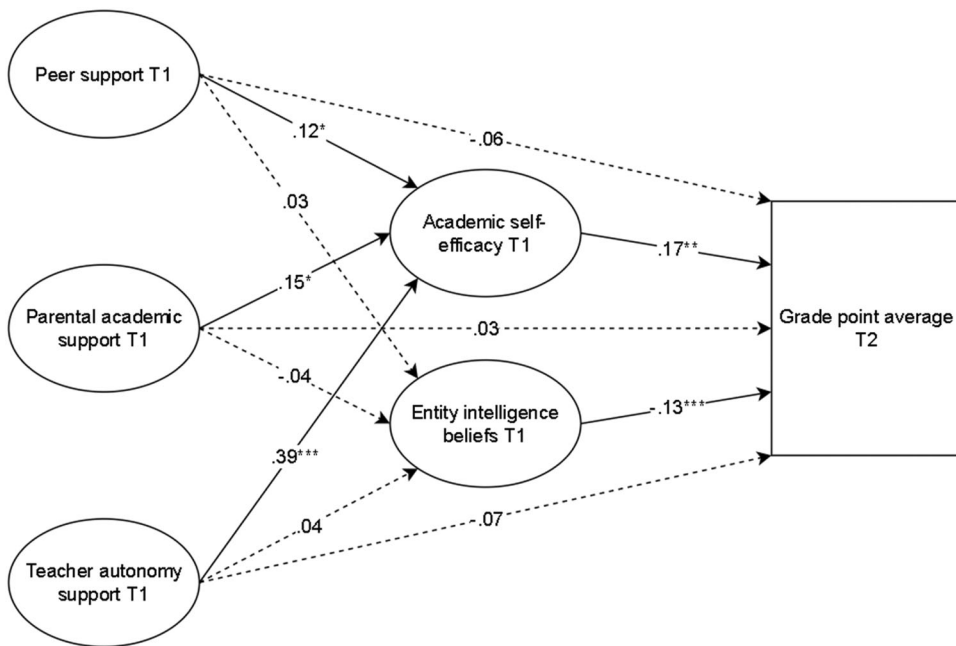 Peer support T1
.12*
-.06
.03
Academic self-
efficacy T1
.17**
.15*
Parental academic
support T1
.03
Grade point average
T2
-.04
Entity intelligence
beliefs T1
-.13***
.39***
.04
.07
Teacher autonomy
support T1